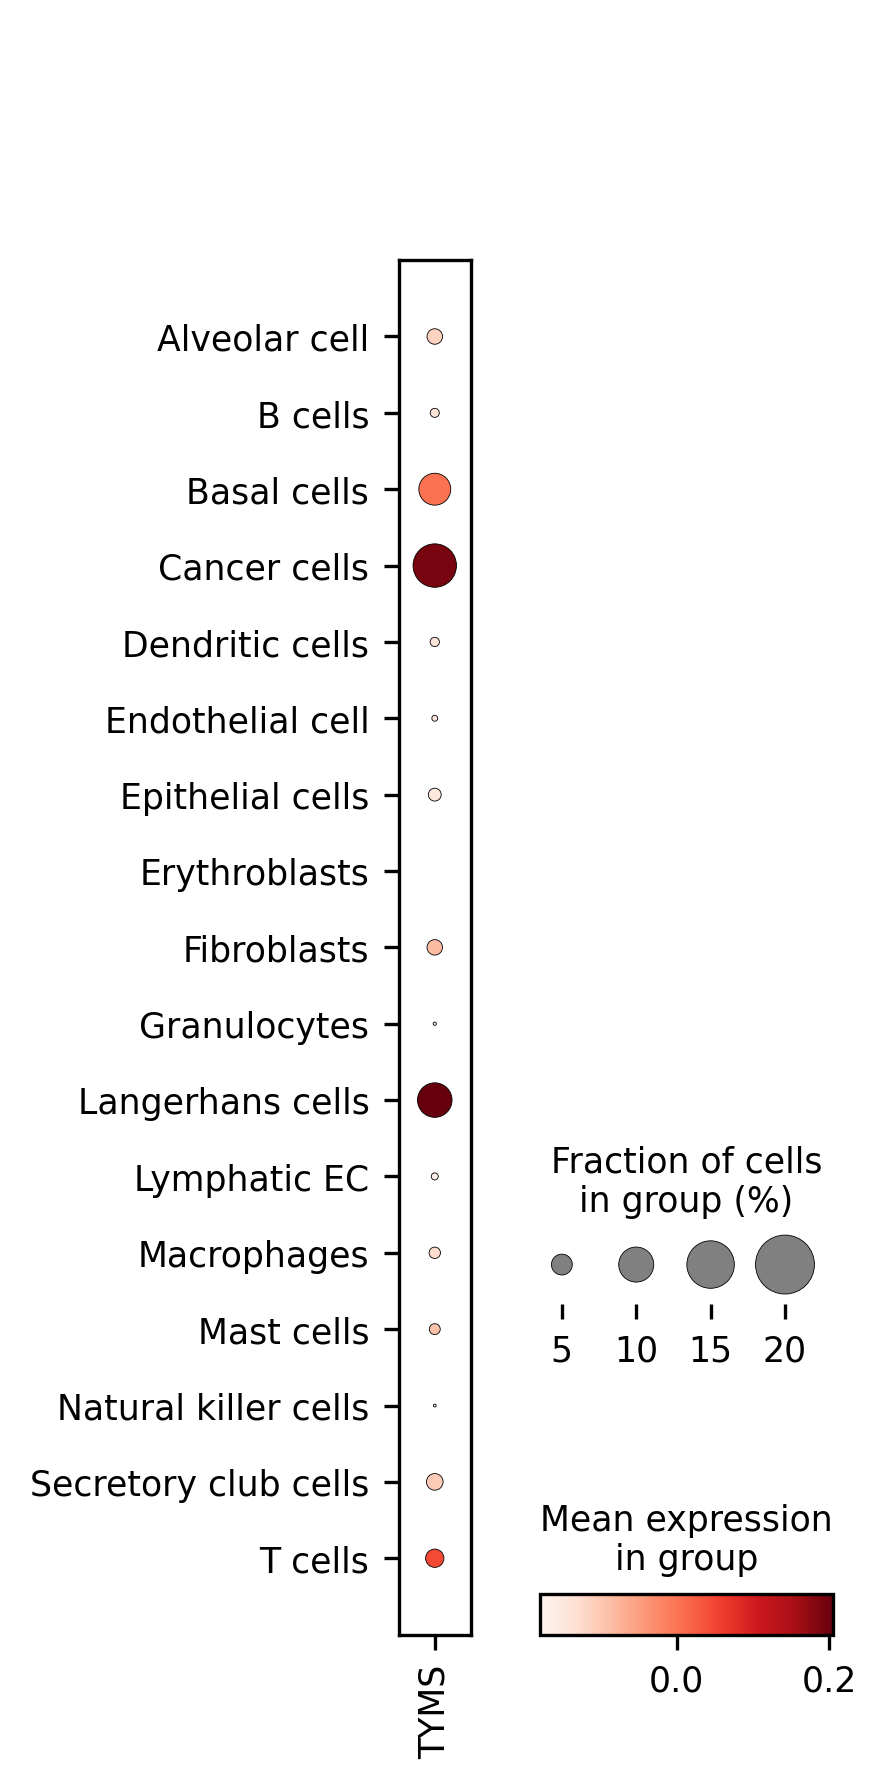 Alveolar cell
B cells
Basal cells
Cancer cells
Dendritic cells
Endothelial cell
Epithelial cells
Erythroblasts
Fibroblasts
Granulocytes
Langerhans cells
Lymphatic EC
Macrophages
Mast cells
Natural killer cells
Secretory club cells
T cells
TYMS
Fraction of cells
in group (%)
5 10 15 20
Mean expression
in group
0.0 0.2